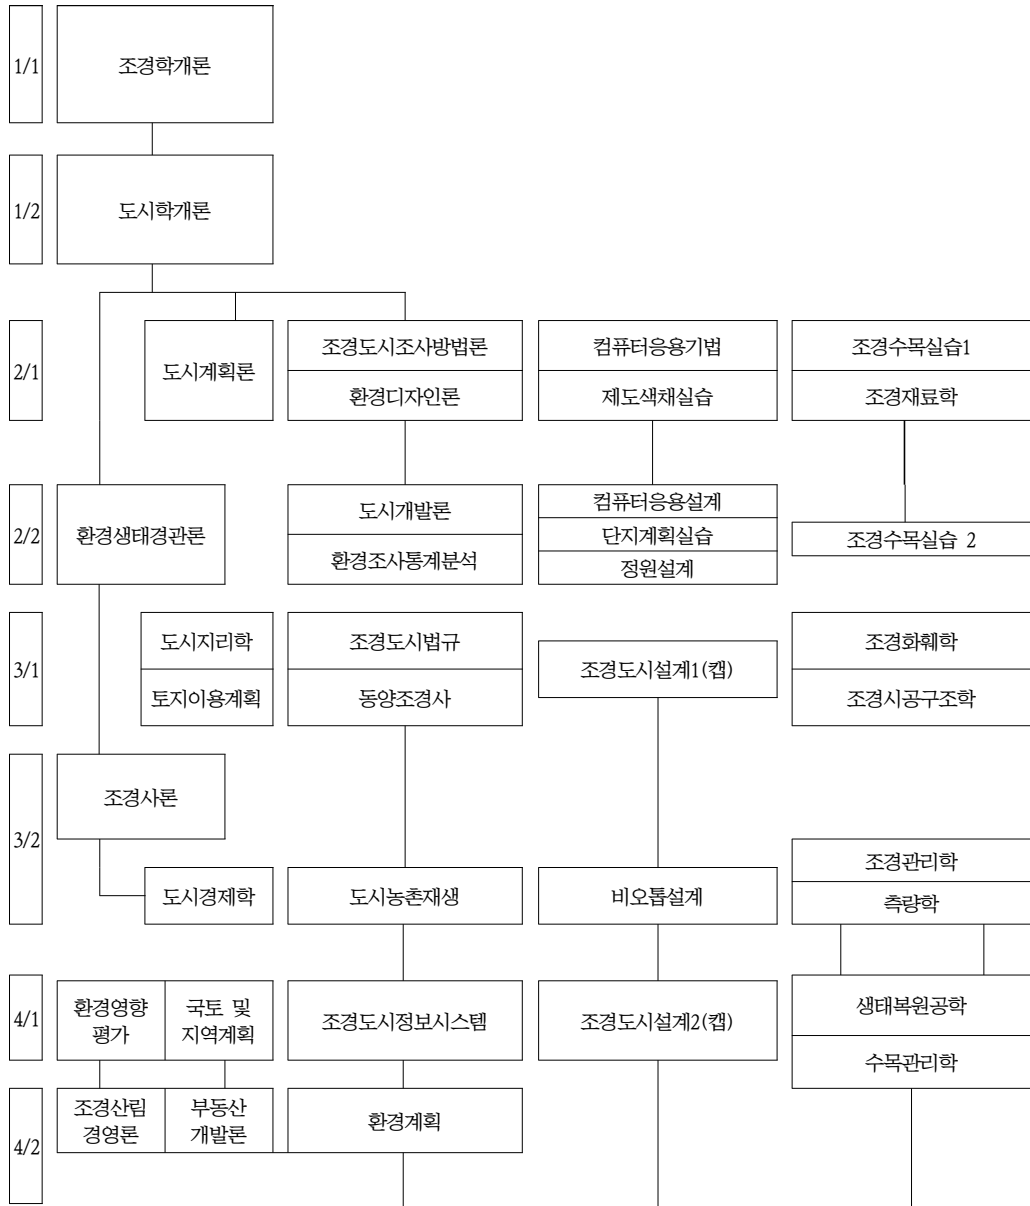 1/1
조경학개론
1/2
도시학개론
2/1
도시계획론
조경도시조사방법론
환경디자인론
컴퓨터응용기법
제도색채실습
조경수목실습1
조경재료학
2/2
환경생태경관론
도시개발론
환경조사통계분석
컴퓨터응용설계
단지계획실습
정원설계
조경수목실습 2
3/1
도시지리학
토지이용계획
조경도시법규
동양조경사
조경도시설계1(캡)
조경화훼학
조경시공구조학
3/2
조경사론
도시경제학
도시농촌재생
비오톱설계
조경관리학
측량학
4/1
환경영향
평가
국토 및
지역계획
조경도시정보시스템
조경도시설계2(캡)
생태복원공학
수목관리학
4/2
조경산림
경영론
부동산
개발론
환경계획